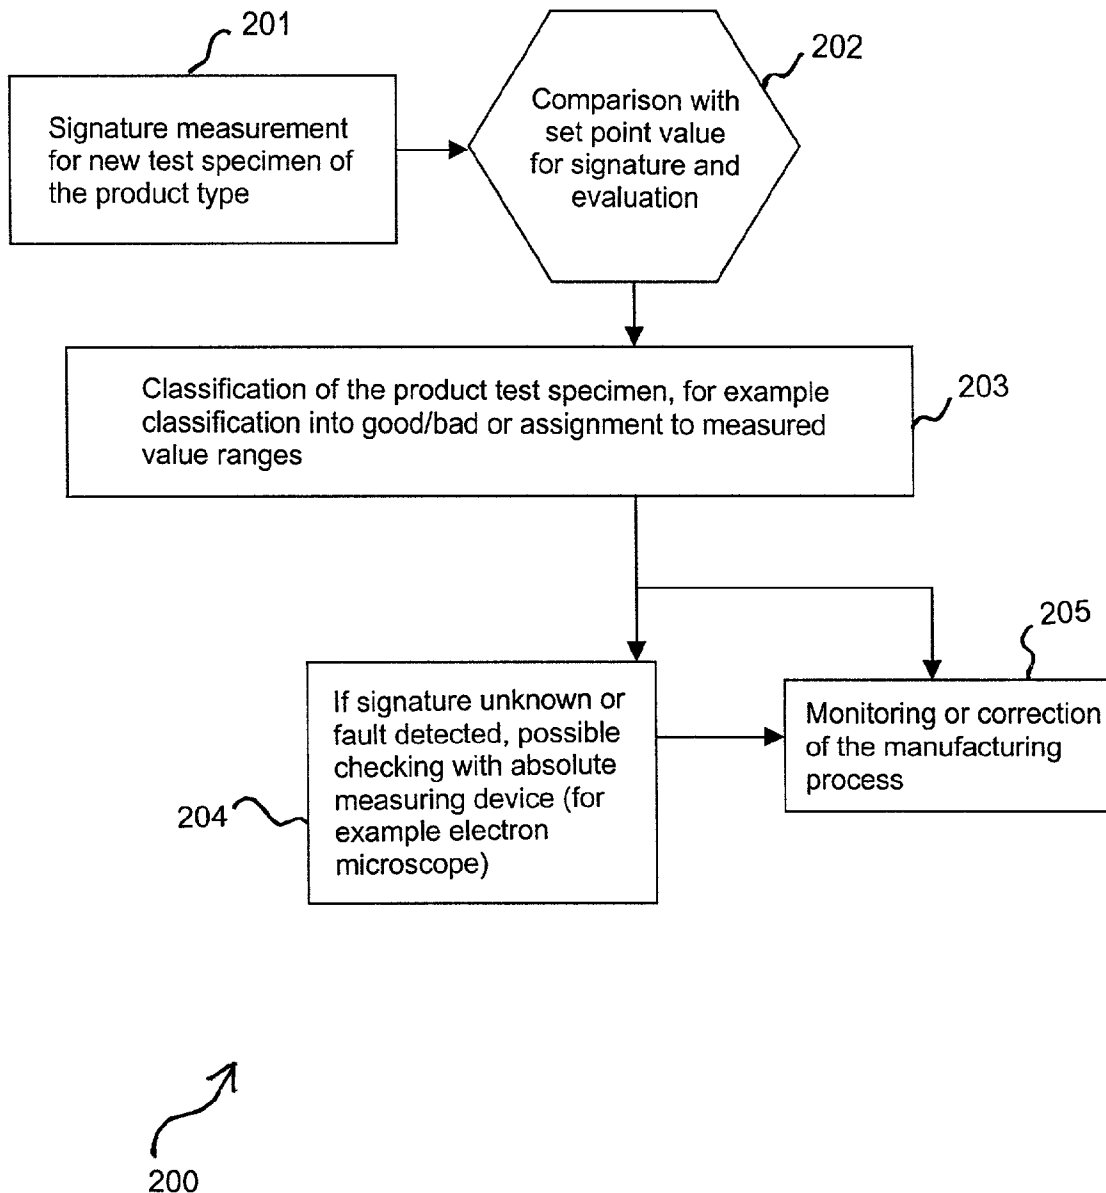 201
202
Signature measurement
for new test specimen of
the product type
Comparison with
set point value
for signature and
evaluation
203
Classification of the product test specimen, for example
classification into good/bad or assignment to measured
value ranges
205
204
If signature unknown or
fault detected, possible
checking with absolute
measuring device (for
example electron
microscope)
Monitoring or correction
of the manufacturing
process
200